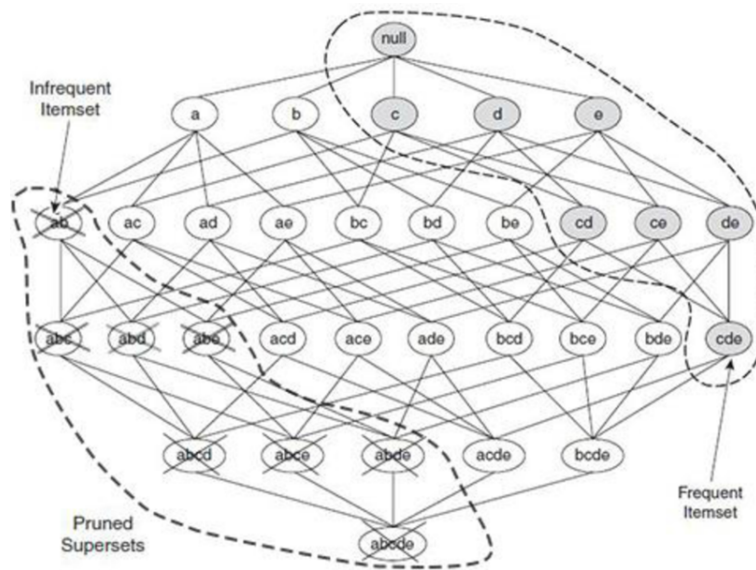 null
Infrequent
Itemset
a b c d e
ab ac ad ae bc bd be cd ce de
abc abd abe acd ace ade bcd bce bde cde
abcd abce abde acde bcde
Frequent
Itemset
Pruned
Supersets
abcde